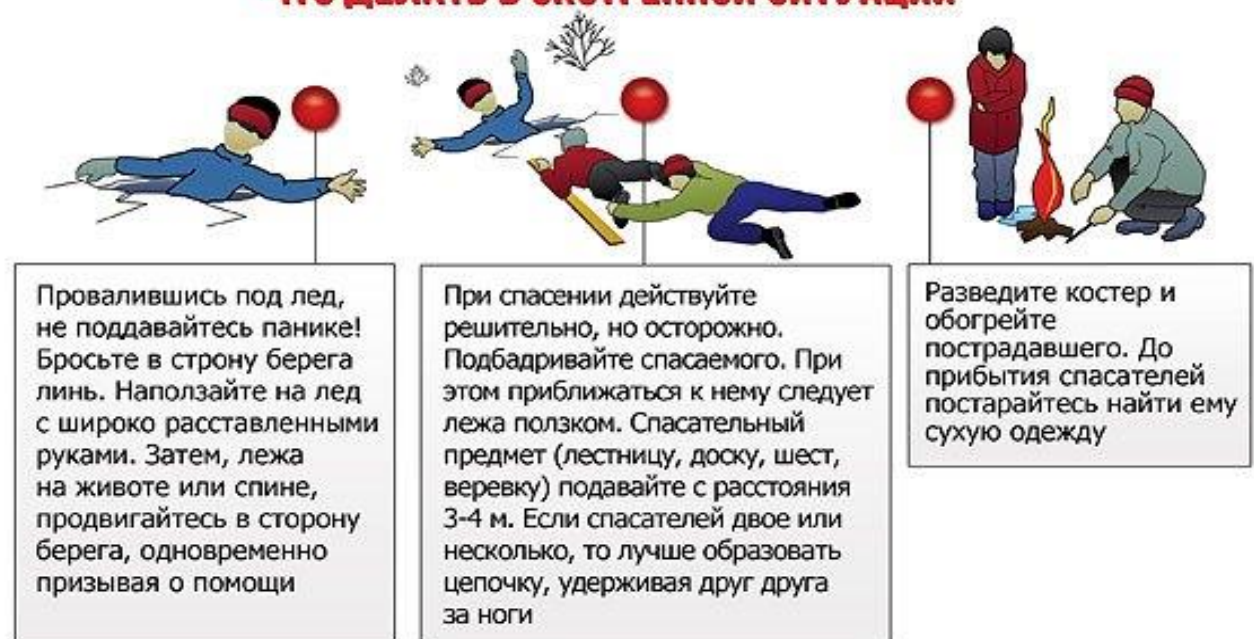 ЧТО ДЕЛАТЬ В ЭКСТРЕННОЙ СИТУАЦИИ
Провалившись под лед,
не поддавайтесь панике!
Бросьте в строну берега
линь. Наползайте на лед
с широко расставленными
руками. Затем, лежа
на животе или спине,
продвигайтесь в сторону
берега, одновременно
призывая о помощи
При спасении действуйте
решительно, но осторожно.
Подбадривайте спасаемого. При
этом приближаться к нему следует
лежа ползком. Спасательный
предмет (лестницу, доску, шест,
веревку) подавайте с расстояния
3-4 м. Если спасателей двое или
несколько, то лучше образовать
цепочку, удерживая друг друга
за ноги
Разведите костер и
обогрейте
пострадавшего. До
прибытия спасателей
постарайтесь найти ему
сухую одежду